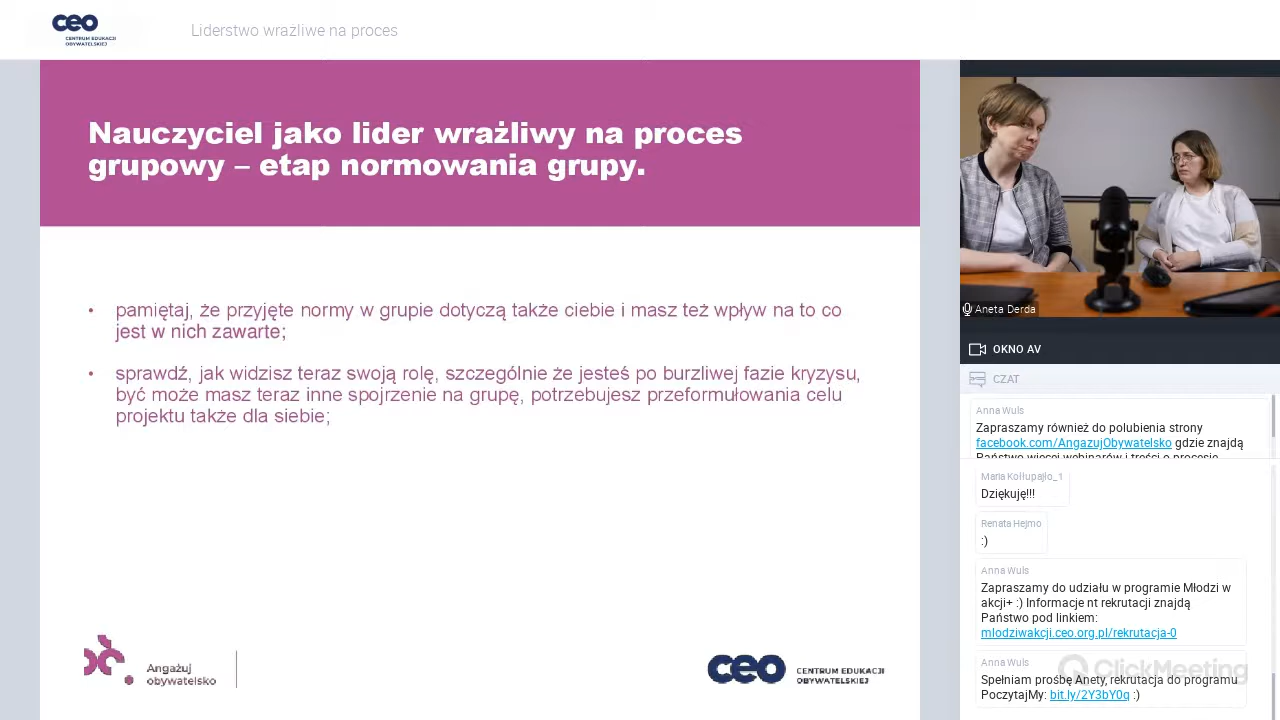 ceo
CENTRUM EDUKACJI
OBYWATELSKIEJ
Liderstwo wrażliwe na proces
Nauczyciel jako lider wrażliwy na proces
grupowy – etap normowania grupy.
• pamiętaj, że przyjęte normy w grupie dotyczą także ciebie i masz też wpływ na to co
jest w nich zawarte;
• sprawdź, jak widzisz teraz swoją rolę, szczególnie że jesteś po burzliwej fazie kryzysu,
być może masz teraz inne spojrzenie na grupę, potrzebujesz przeformułowania celu
projektu także dla siebie;
Angażuj
obywatelsko
ceo
CENTRUM EDUKACJI
OBYWATELSKIEJ
Aneta Derda
OKNO AV
CZAT
Anna Wuls
Zapraszamy również do polubienia strony
facebook.com/AngazujObywatelsko gdzie znajdą
Państwo więcej webinarów i treści o procesie
Maria Kołłupajło_1
Dziękuję!!!
Renata Hejmo
:)
Anna Wuls
Zapraszamy do udziału w programie Młodzi w
akcji+ :) Informacje nt rekrutacji znajdą
Państwo pod linkiem:
mlodziwakcji.ceo.org.pl/rekrutacja-0
Anna Wuls
ClickMeeting
Spełniam prośbę Anety, rekrutacja do programu
PoczytajMy: bit.ly/2Y3bY0q :)